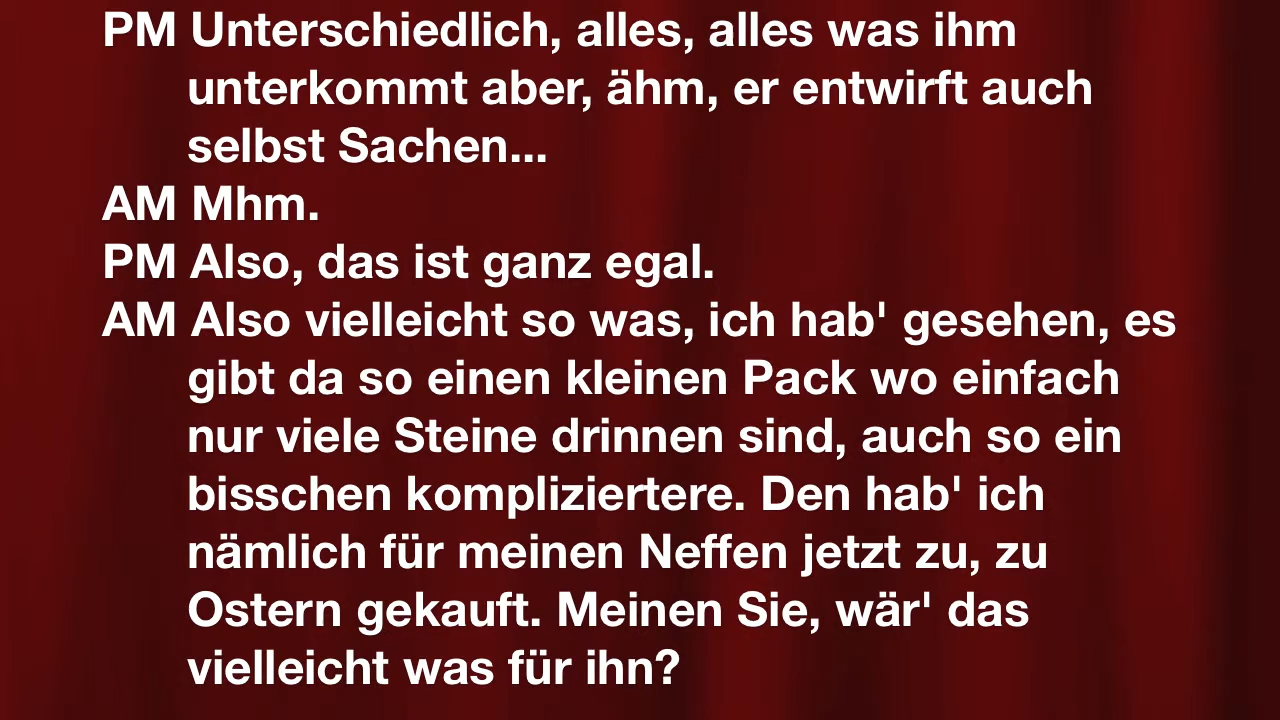 PM Unterschiedlich, alles, alles was ihm
unterkommt aber, ähm, er entwirft auch
selbst Sachen...
AM Mhm.
PM Also, das ist ganz egal.
AM Also vielleicht so was, ich hab' gesehen, es
gibt da so einen kleinen Pack wo einfach
nur viele Steine drinnen sind, auch so ein
bisschen kompliziertere. Den hab' ich
nämlich für meinen Neffen jetzt zu, zu
Ostern gekauft. Meinen Sie, wär' das
vielleicht was für ihn?